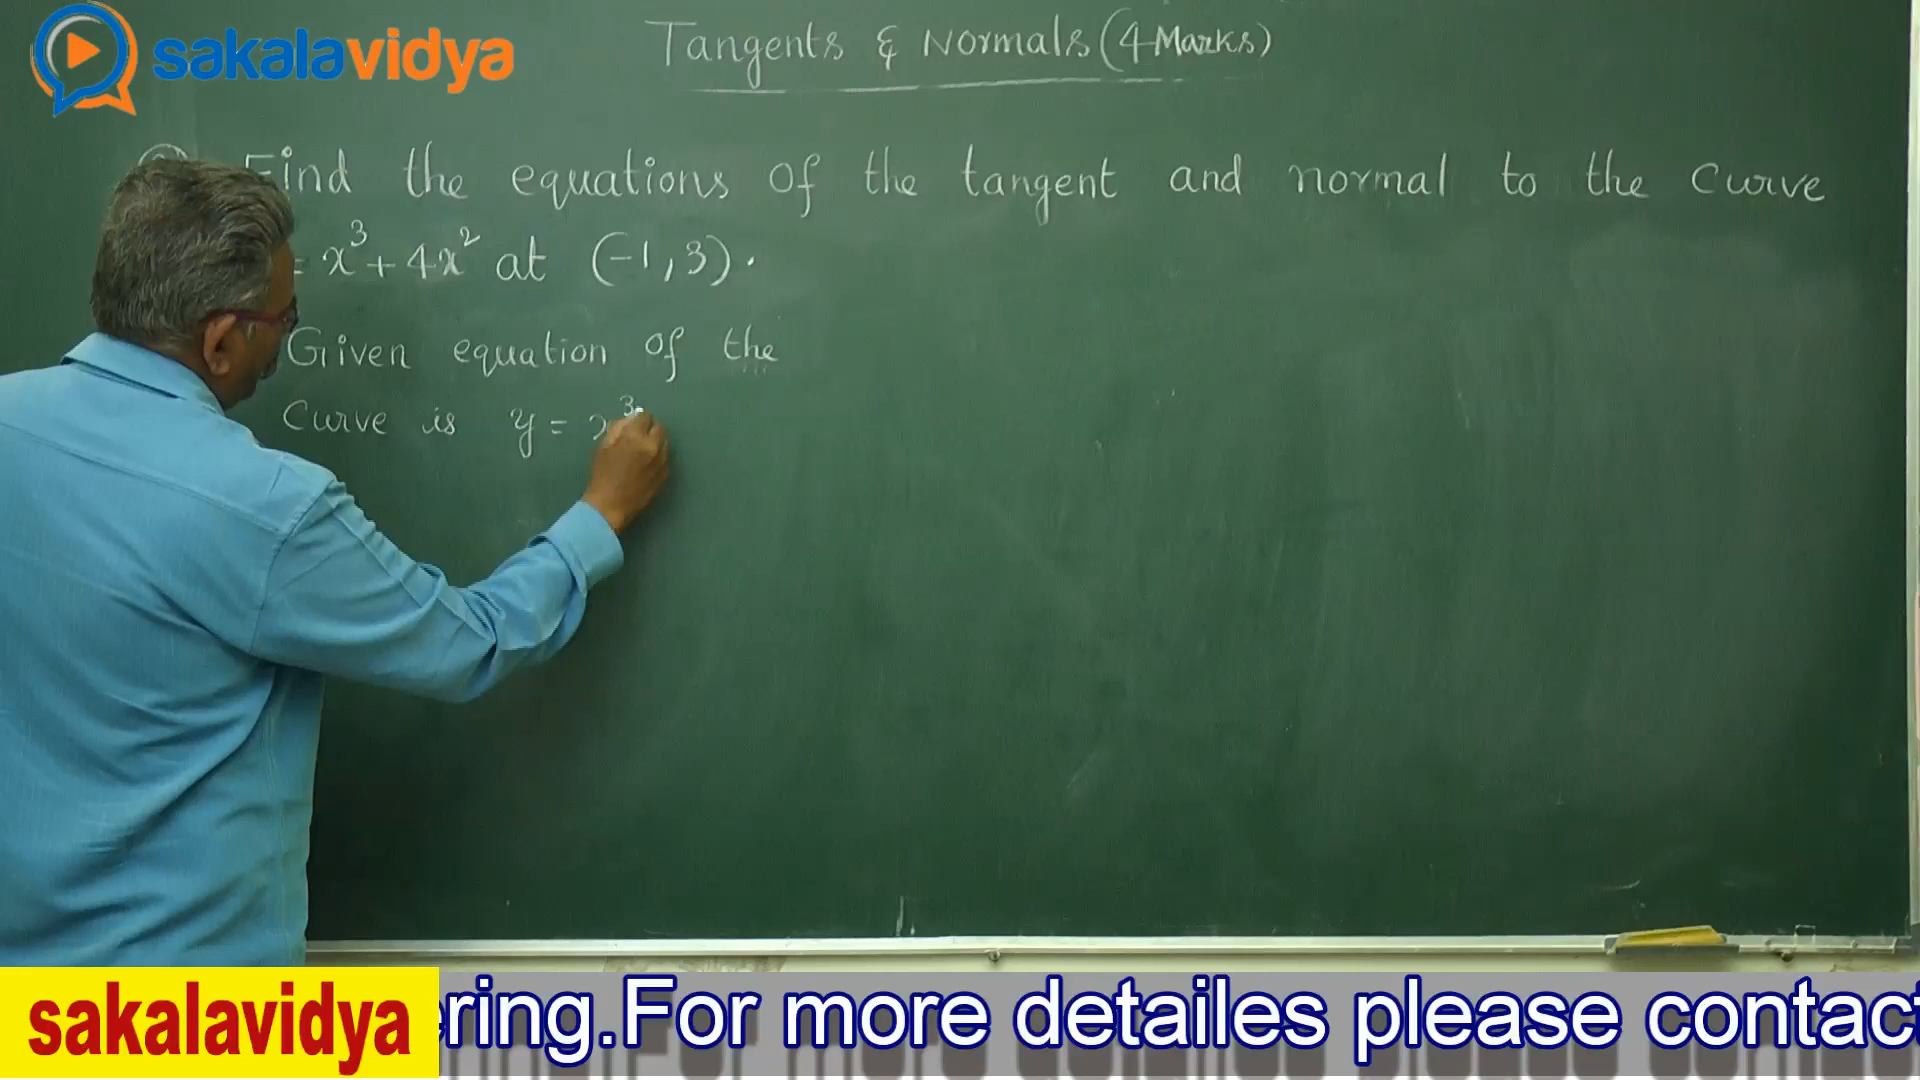 sakalavidya
Tangents & Normals (4 Marks)
Find the equations of the tangent and normal to the curve
= x³ + 4x² at (-1, 3).
Given equation of the
Curve is y = x³
sakalavidya
ering.For more detailes please contact